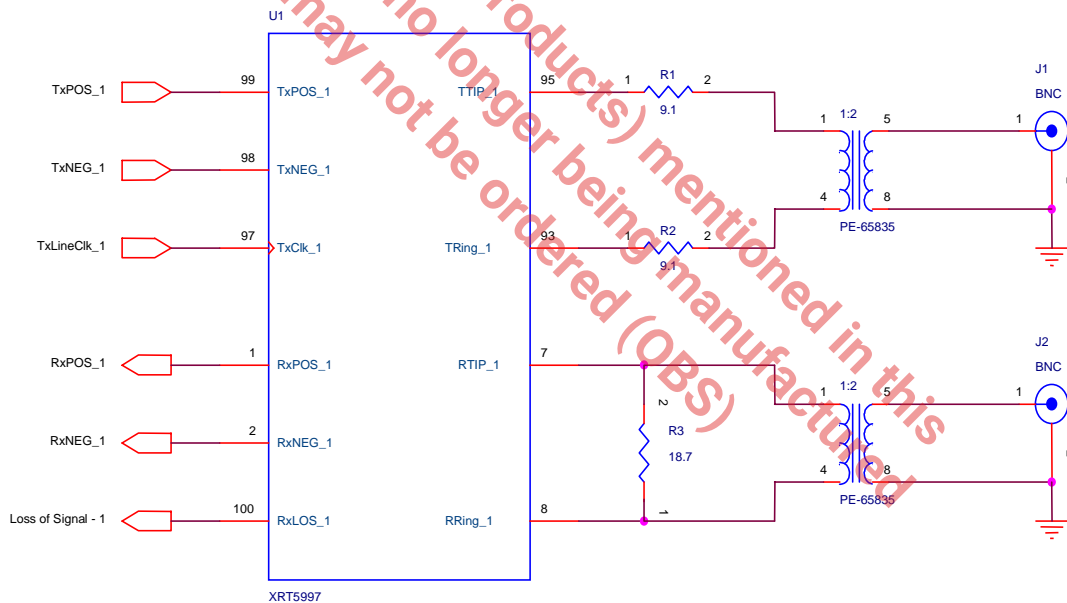 U1
J1
BNC
TxPOS_1
99
TxPOS_1
TTIP_1
95
1
R1
2
9.1
1
1:2
5
1
TxNEG_1
98
TxNEG_1
4
8
PE-65835
TxLineClk_1
97
TxClk_1
TRing_1
93
1
R2
2
9.1
J2
BNC
RxPOS_1
1
RxPOS_1
RTIP_1
7
2
R3
18.7
1
1
1:2
5
1
RxNEG_1
2
RxNEG_1
4
8
PE-65835
Loss of Signal - 1
100
RxLOS_1
RRing_1
8
XRT5997
roducts) mentioned in this
no longer being manufactured
may not be ordered (OBS)